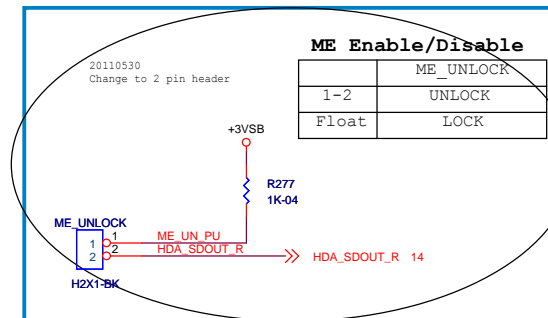 ME Enable/Disable
ME_UNLOCK
1-2 UNLOCK
Float LOCK
20110530
Change to 2 pin header
+3VSB
R277
1K-04
ME_UNLOCK
1 1 ME_UN_PU
2 2 HDA_SDOUT_R
HDA_SDOUT_R 14
H2X1-BK